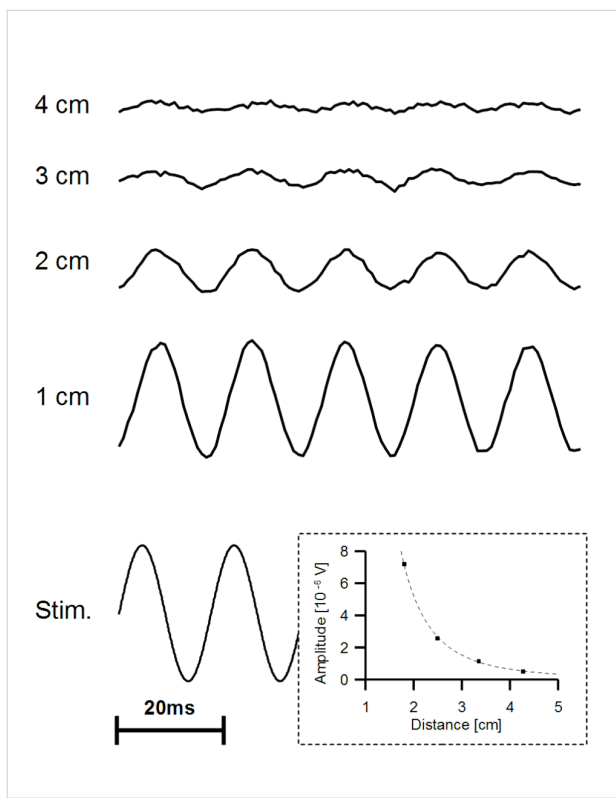 4 cm
3 cm
2 cm
1 cm
Stim.
20ms
Amplitude [10⁻⁶ V]
8
6
4
2
0
1 2 3 4 5
Distance [cm]